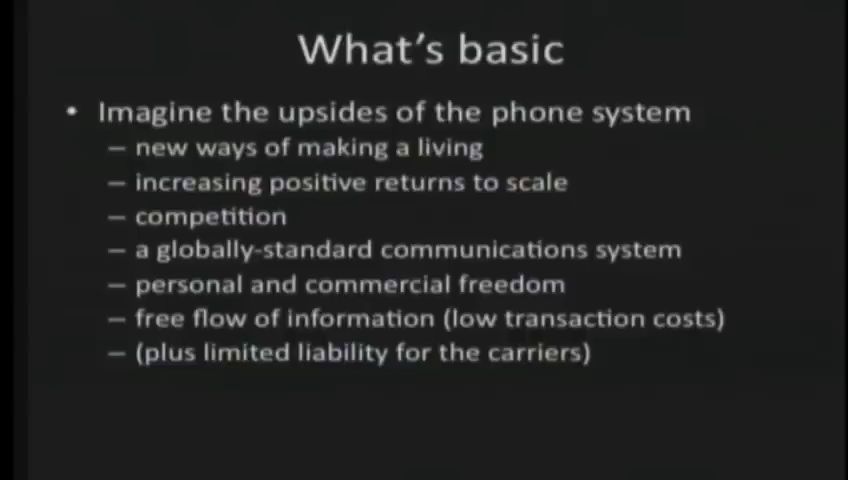 What's basic
• Imagine the upsides of the phone system
– new ways of making a living
– increasing positive returns to scale
– competition
– a globally-standard communications system
– personal and commercial freedom
– free flow of information (low transaction costs)
– (plus limited liability for the carriers)